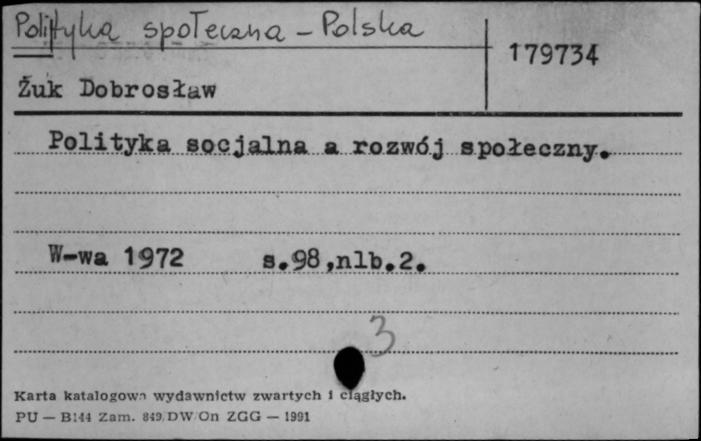 Polityka społeczna - Polska
179734
Żuk Dobrosław
Polityka socjalna a rozwój społeczny.
W-wa 1972 s.98,nlb.2.
3
Karta katalogowa wydawnictw zwartych i ciągłych.
PU — B144 Zam. 849/DW/On ZGG — 1991